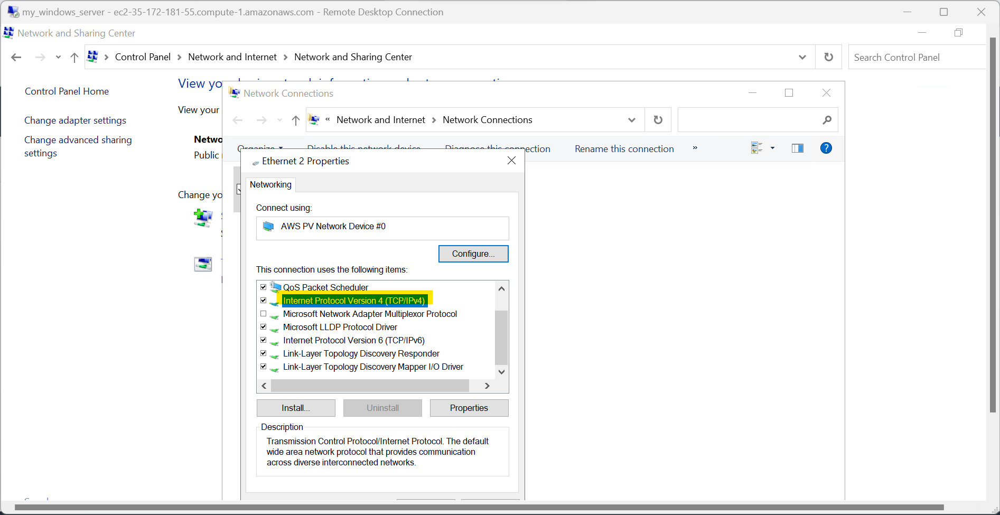 my_windows_server - ec2-35-172-181-55.compute-1.amazonaws.com - Remote Desktop Connection
Network and Sharing Center
Control Panel > Network and Internet > Network and Sharing Center
Search Control Panel
Control Panel Home
Change adapter settings
Change advanced sharing
settings
View your
View your
Public
Change
Network Connections
« Network and Internet > Network Connections
Organize
Disable this network device
Diagnose this connection
Rename this connection
»
Ethernet 2 Properties
Networking
Connect using:
AWS PV Network Device #0
Configure...
This connection uses the following items:
QoS Packet Scheduler
Internet Protocol Version 4 (TCP/IPv4)
Microsoft Network Adapter Multiplexor Protocol
Microsoft LLDP Protocol Driver
Internet Protocol Version 6 (TCP/IPv6)
Link-Layer Topology Discovery Responder
Link-Layer Topology Discovery Mapper I/O Driver
Install...
Uninstall
Properties
Description
Transmission Control Protocol/Internet Protocol. The default
wide area network protocol that provides communication
across diverse interconnected networks.